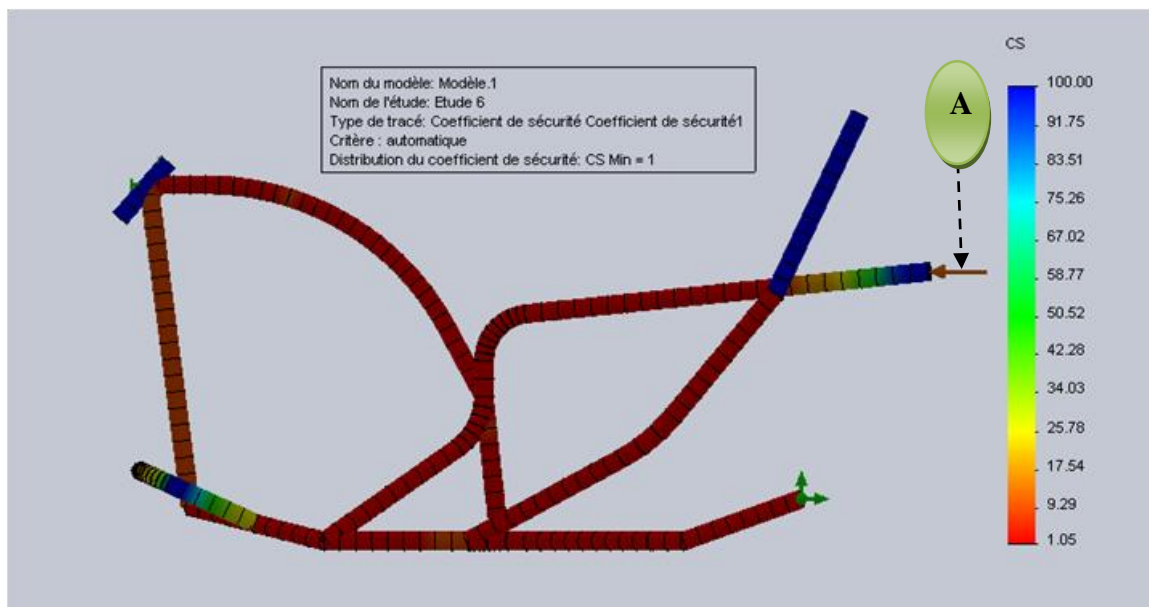 Nom du modèle: Modèle.1
Nom de l'étude: Etude 6
Type de tracé: Coefficient de sécurité Coefficient de sécurité1
Critère : automatique
Distribution du coefficient de sécurité: CS Min = 1
A
CS
100.00
91.75
83.51
75.26
67.02
58.77
50.52
42.28
34.03
25.78
17.54
9.29
1.05